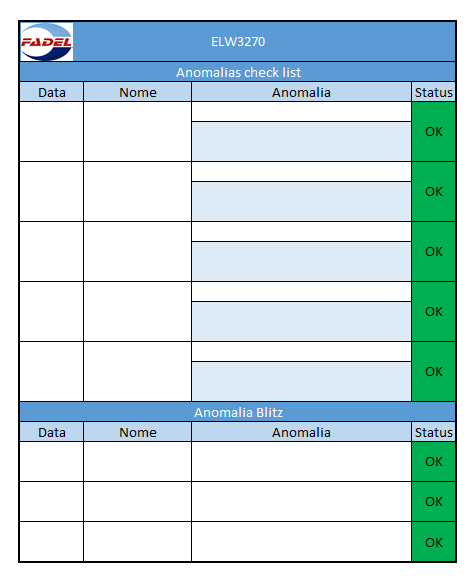 FADEL
ELW3270
Anomalias check list
Data Nome Anomalia Status
OK
OK
OK
OK
OK
Anomalia Blitz
Data Nome Anomalia Status
OK
OK
OK